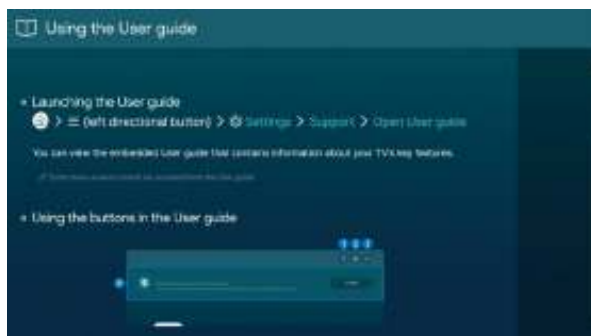 Using the User guide
Launching the User guide
> (left directional button) > Settings > Support > Open User guide
You can view the embedded User guide that contains information about your TV's key features.
Using the buttons in the User guide